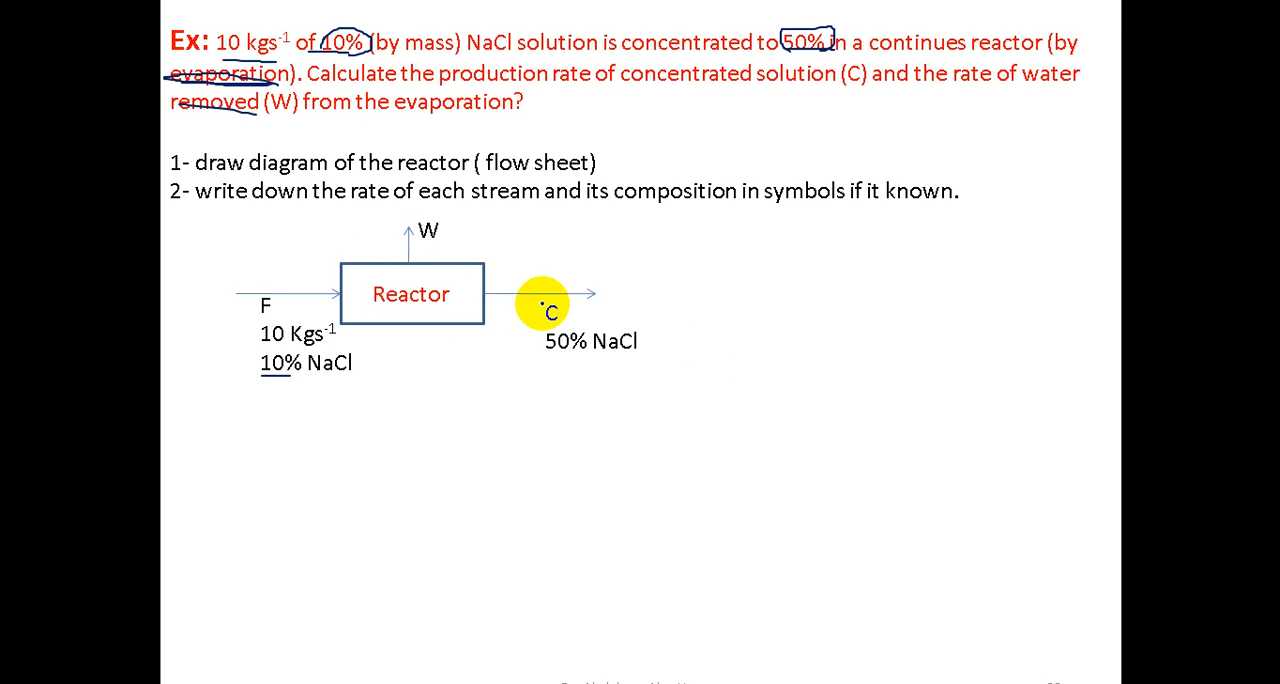 Ex: 10 kgs-1 of 10% (by mass) NaCl solution is concentrated to 50% in a continues reactor (by
evaporation). Calculate the production rate of concentrated solution (C) and the rate of water
removed (W) from the evaporation?
1- draw diagram of the reactor ( flow sheet)
2- write down the rate of each stream and its composition in symbols if it known.
W
Reactor
F
C
10 Kgs-1
50% NaCl
10% NaCl